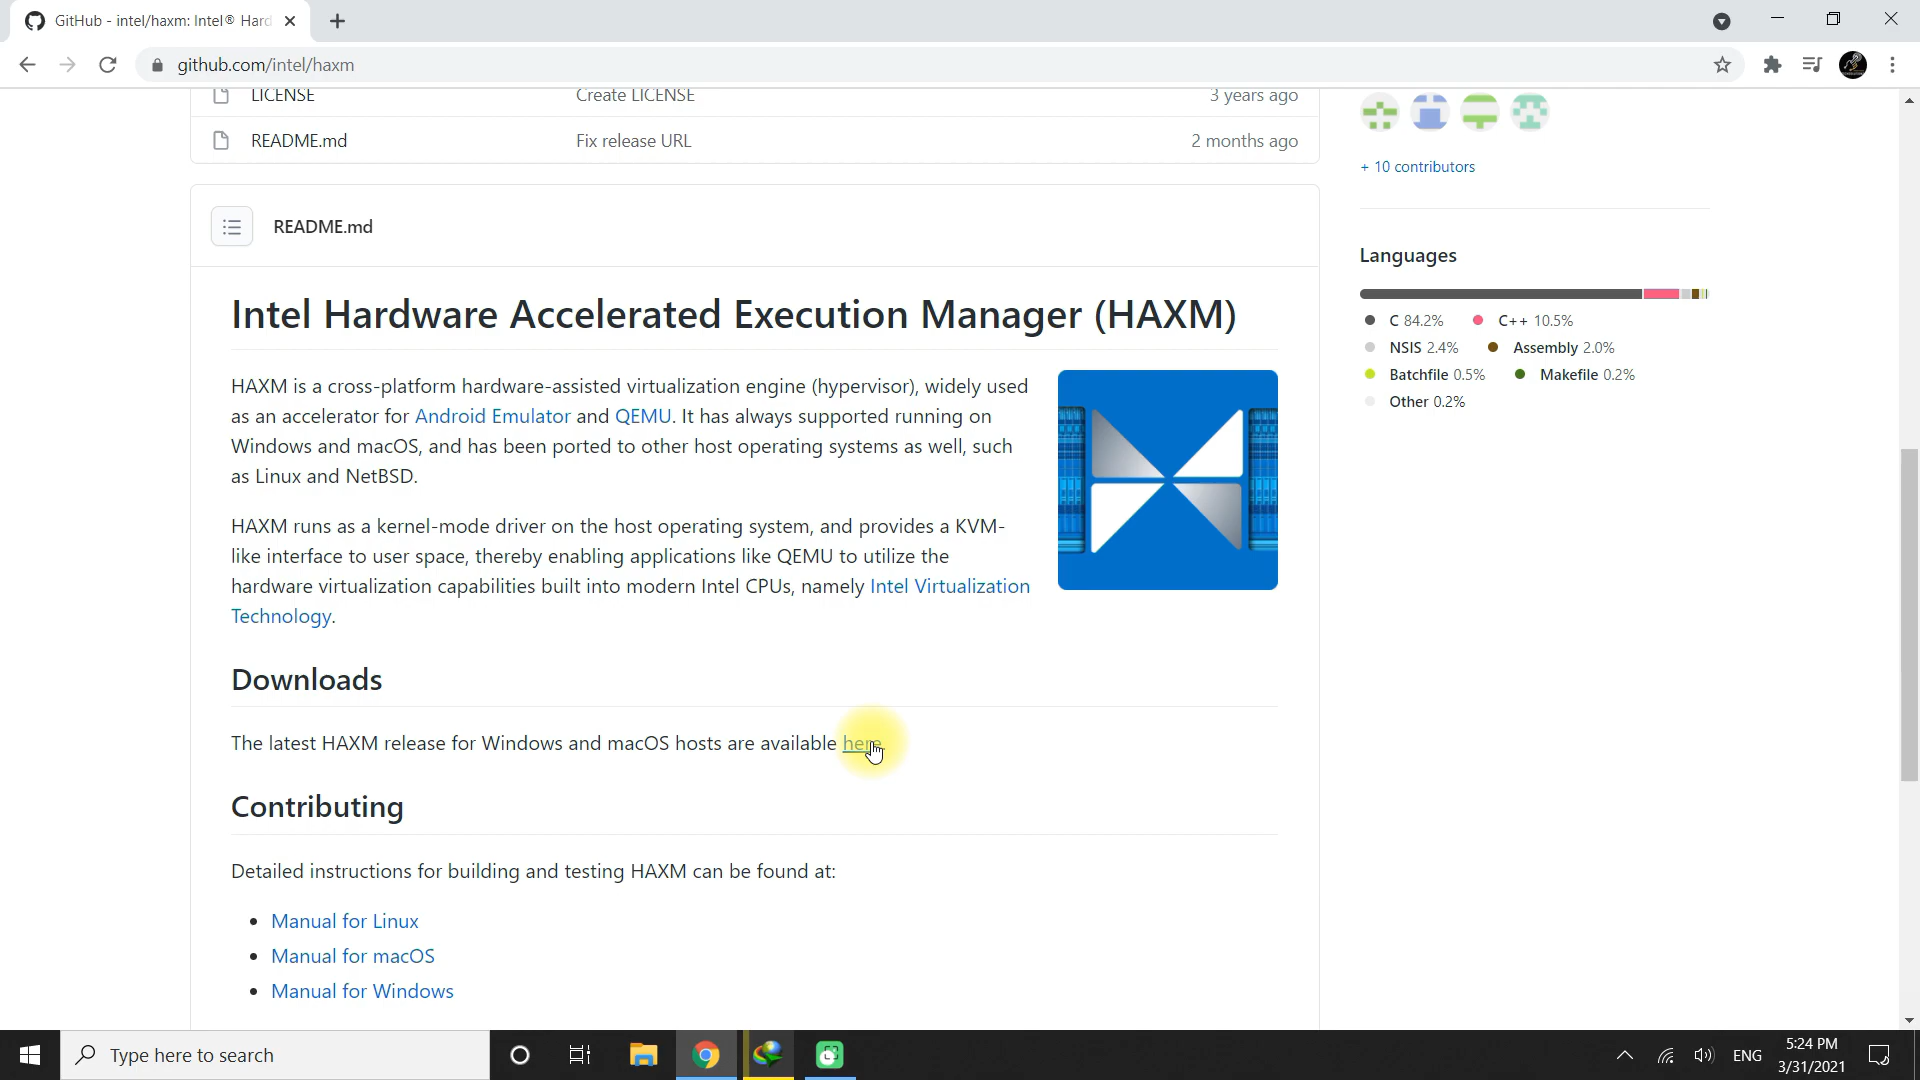 GitHub - intel/haxm: Intel® Hard
github.com/intel/haxm
LICENSE Create LICENSE 3 years ago
README.md Fix release URL 2 months ago
+ 10 contributors
README.md
Languages
C 84.2% C++ 10.5%
NSIS 2.4% Assembly 2.0%
Batchfile 0.5% Makefile 0.2%
Other 0.2%
Intel Hardware Accelerated Execution Manager (HAXM)
HAXM is a cross-platform hardware-assisted virtualization engine (hypervisor), widely used
as an accelerator for Android Emulator and QEMU. It has always supported running on
Windows and macOS, and has been ported to other host operating systems as well, such
as Linux and NetBSD.
HAXM runs as a kernel-mode driver on the host operating system, and provides a KVM-
like interface to user space, thereby enabling applications like QEMU to utilize the
hardware virtualization capabilities built into modern Intel CPUs, namely Intel Virtualization
Technology.
Downloads
The latest HAXM release for Windows and macOS hosts are available here.
Contributing
Detailed instructions for building and testing HAXM can be found at:
• Manual for Linux
• Manual for macOS
• Manual for Windows
Type here to search
ENG
5:24 PM
3/31/2021